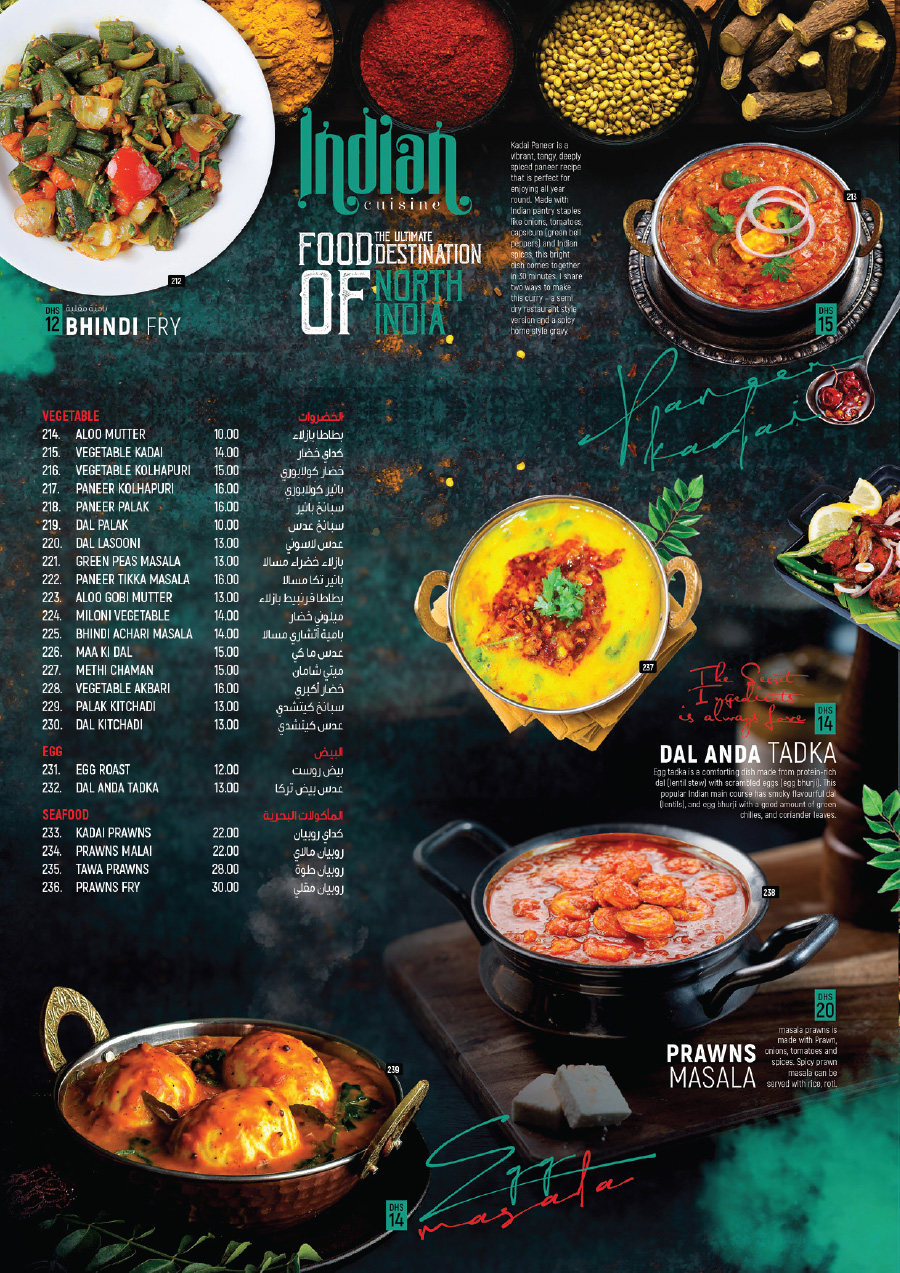 Indian
cuisine
FOOD THE ULTIMATE DESTINATION
OF NORTH INDIA
Kadai Paneer is a
vibrant, tangy, deeply
spiced paneer recipe
that is perfect for
enjoying all year
round. Made with
Indian pantry staples
like onions, tomatoes,
capsicum (green bell
peppers) and Indian
spices, this bright
dish comes together
in 30 minutes. I share
two ways to make
this curry – a semi
dry restaurant style
version and a spicy
home style gravy.
213
DHS
15
Paneer
kadai
212
DHS
12
بامية مقلية
BHINDI FRY
VEGETABLE الخضروات
214. ALOO MUTTER 10.00 بطاطا بازلاء
215. VEGETABLE KADAI 14.00 كداي خضار
216. VEGETABLE KOLHAPURI 15.00 خضار كولابوري
217. PANEER KOLHAPURI 16.00 بانير كولابوري
218. PANEER PALAK 16.00 سبانخ بانير
219. DAL PALAK 10.00 سبانخ عدس
220. DAL LASOONI 13.00 عدس لاسوني
221. GREEN PEAS MASALA 13.00 بازلاء خضراء مسالا
222. PANEER TIKKA MASALA 16.00 بانير تكا مسالا
223. ALOO GOBI MUTTER 13.00 بطاطا قرنبيط بازلاء
224. MILONI VEGETABLE 14.00 ميلوني خضار
225. BHINDI ACHARI MASALA 14.00 بامية أتشاري مسالا
226. MAA KI DAL 15.00 عدس ما كي
227. METHI CHAMAN 15.00 ميتي شامان
228. VEGETABLE AKBARI 16.00 خضار أكبري
229. PALAK KITCHADI 13.00 سبانخ كيتشدي
230. DAL KITCHADI 13.00 عدس كيتشدي
EGG البيض
231. EGG ROAST 12.00 بيض روست
232. DAL ANDA TADKA 13.00 عدس بيض تركا
SEAFOOD المأكولات البحرية
233. KADAI PRAWNS 22.00 كداي روبيان
234. PRAWNS MALAI 22.00 روبيان مالاي
235. TAWA PRAWNS 28.00 روبيان طوة
236. PRAWNS FRY 30.00 روبيان مقلي
237
The Secret
Ingredients
is always Love
DHS
14
DAL ANDA TADKA
Egg tadka is a comforting dish made from protein-rich
dal (lentil stew) with scrambled eggs (egg bhurji). This
popular Indian main course has smoky flavourful dal
(lentils), and egg bhurji with a good amount of green
chilies, and coriander leaves.
238
DHS
20
PRAWNS
MASALA
masala prawns is
made with Prawn,
onions, tomatoes and
spices. Spicy prawn
masala can be
served with rice, roti.
239
DHS
14
Egg
masala